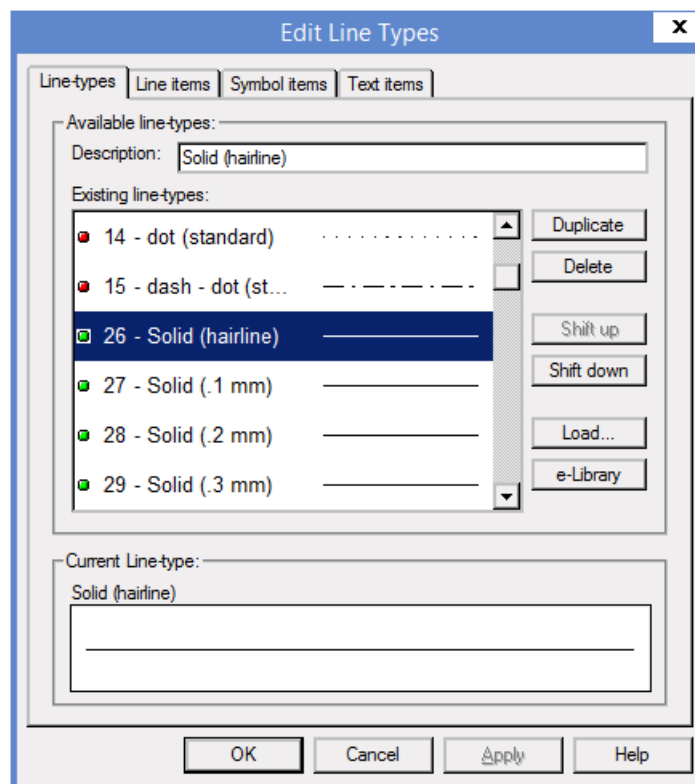 Edit Line Types
x
Line-types Line items Symbol items Text items
Available line-types:
Description: Solid (hairline)
Existing line-types:
14 - dot (standard)
15 - dash - dot (st...
26 - Solid (hairline)
27 - Solid (.1 mm)
28 - Solid (.2 mm)
29 - Solid (.3 mm)
Duplicate
Delete
Shift up
Shift down
Load...
e-Library
Current Line-type:
Solid (hairline)
OK Cancel Apply Help